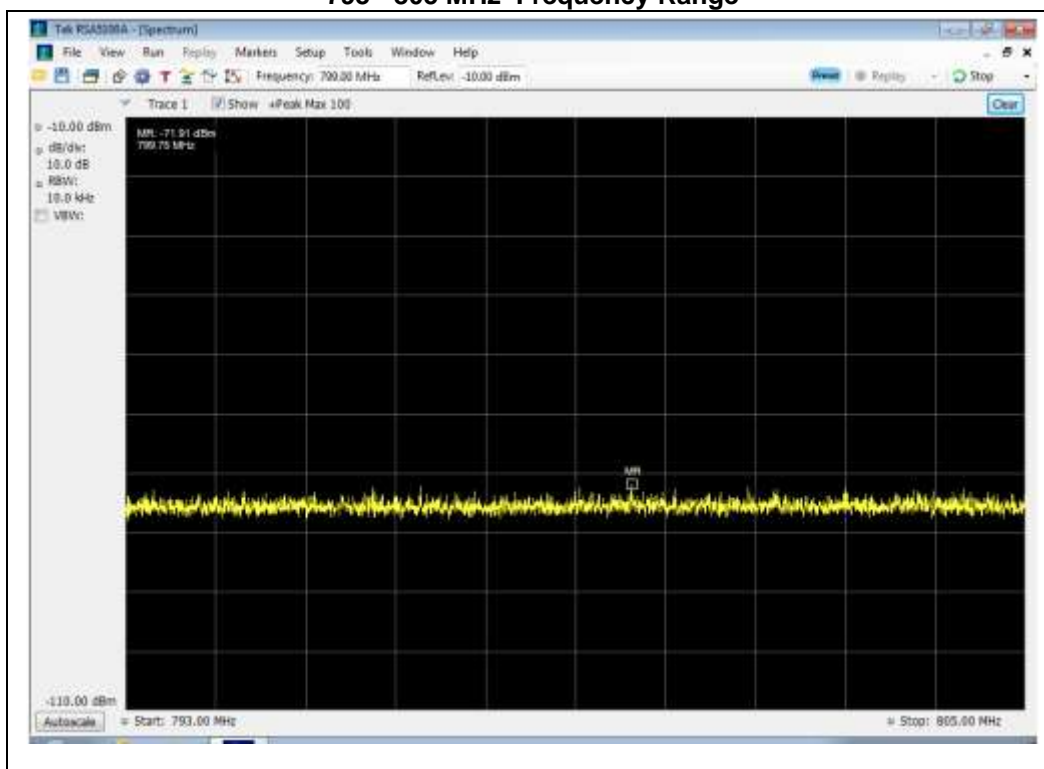 793 - 805 MHz Frequency Range
Tek RSA5100A - [Spectrum]
File View Run Replay Markers Setup Tools Window Help
Frequency: 799.00 MHz RefLev: -10.00 dBm Preset Replay Stop
Trace 1 Show +Peak Max 100 Clear
-10.00 dBm
dB/div:
10.0 dB
RBW:
10.0 kHz
VBW:
MR: -71.91 dBm
799.75 MHz
MR
-110.00 dBm
Autoscale Start: 793.00 MHz Stop: 805.00 MHz